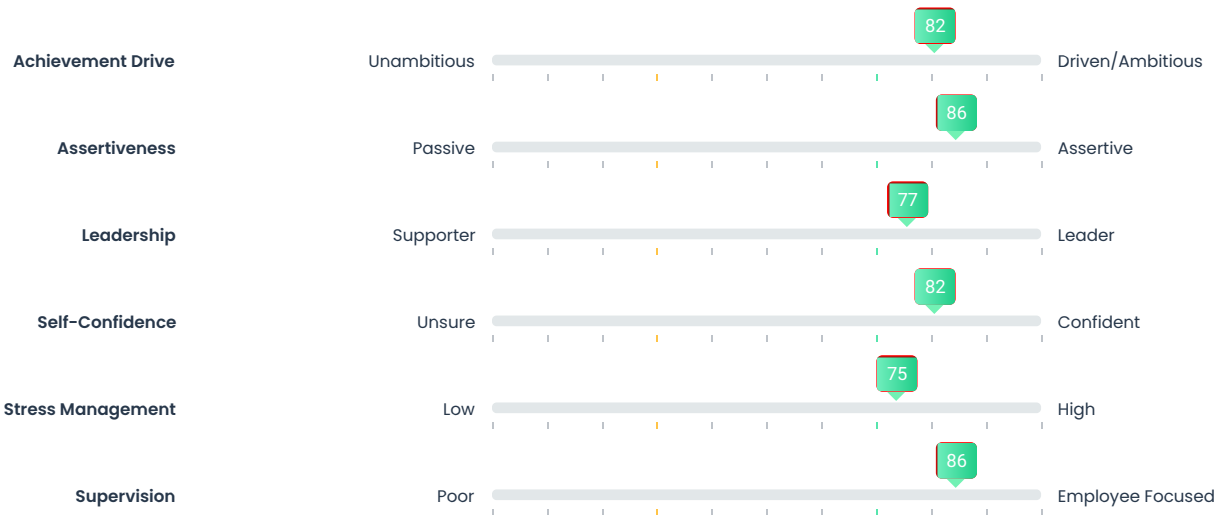 82
Achievement Drive Unambitious Driven/Ambitious
86
Assertiveness Passive Assertive
77
Leadership Supporter Leader
82
Self-Confidence Unsure Confident
75
Stress Management Low High
86
Supervision Poor Employee Focused